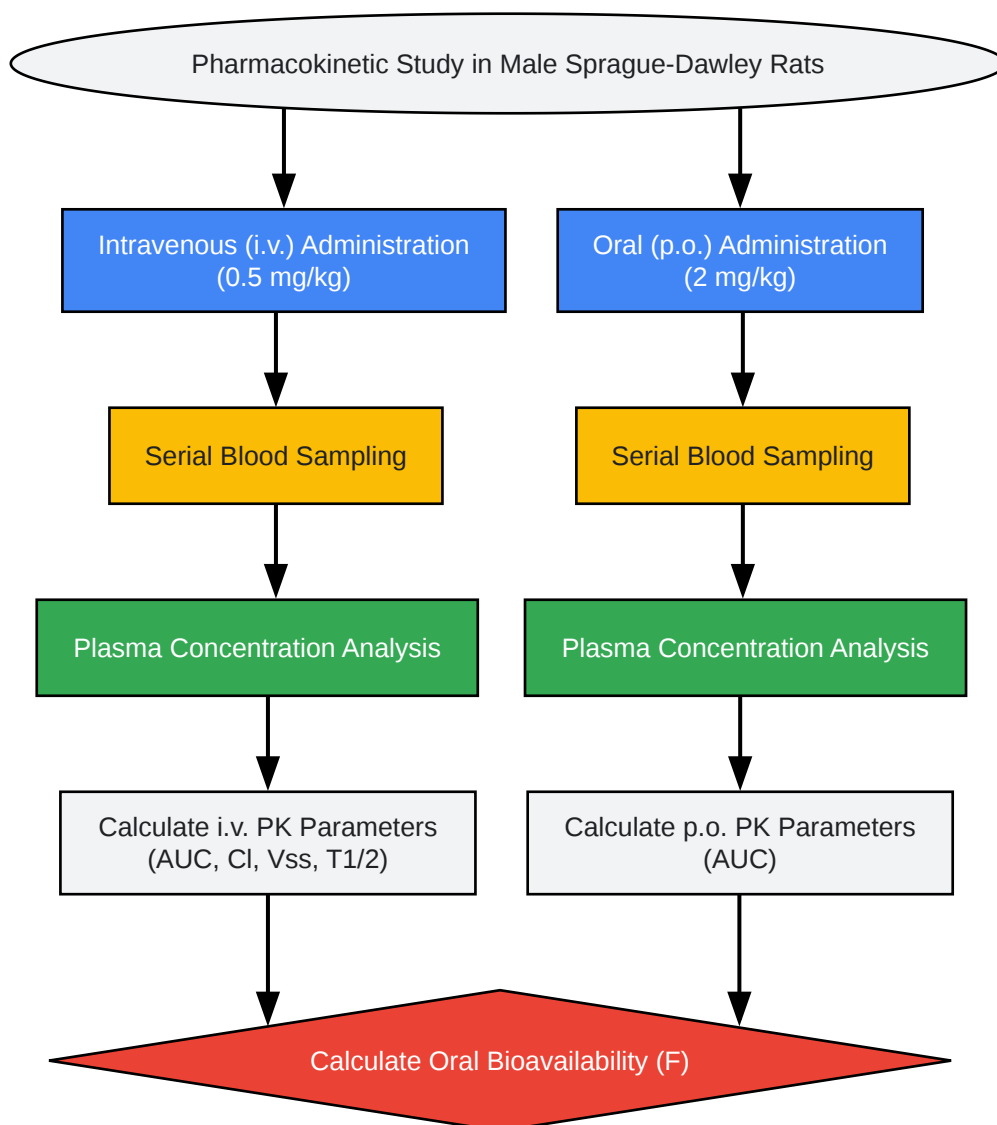 Pharmacokinetic Study in Male Sprague-Dawley Rats
Intravenous (i.v.) Administration
(0.5 mg/kg)
Oral (p.o.) Administration
(2 mg/kg)
Serial Blood Sampling
Serial Blood Sampling
Plasma Concentration Analysis
Plasma Concentration Analysis
Calculate i.v. PK Parameters
(AUC, Cl, Vss, T1/2)
Calculate p.o. PK Parameters
(AUC)
Calculate Oral Bioavailability (F)